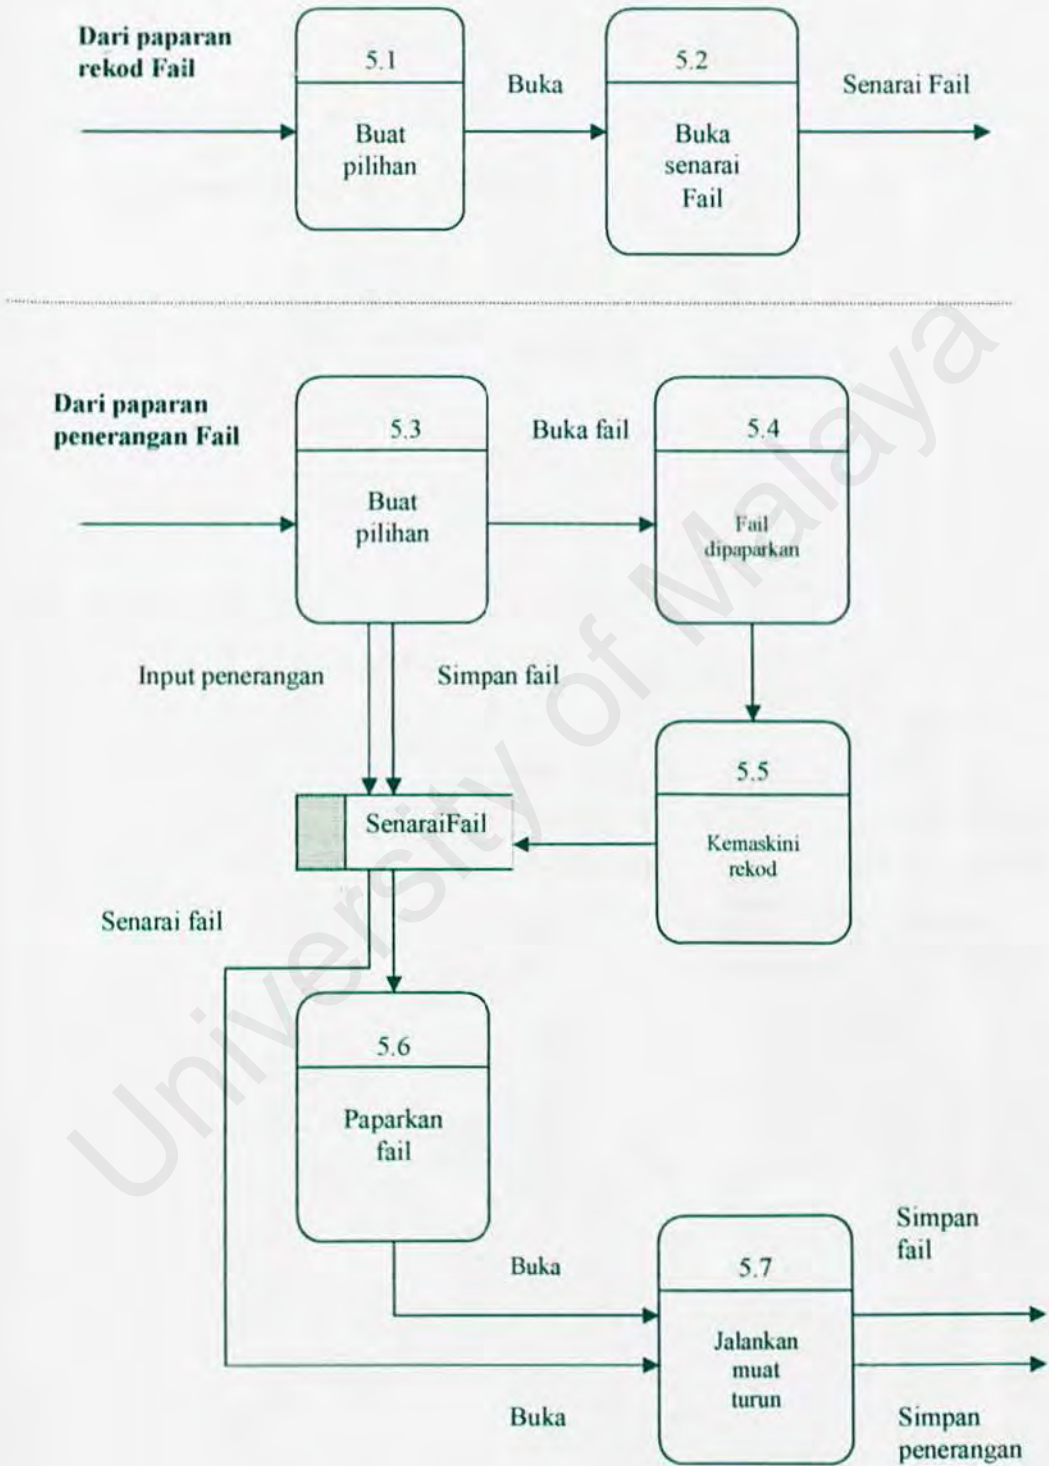 Dari paparan
rekod Fail
5.1
Buat
pilihan
Buka
5.2
Buka
senarai
Fail
Senarai Fail
Dari paparan
penerangan Fail
5.3
Buat
pilihan
Buka fail
5.4
Fail
dipaparkan
Input penerangan
Simpan fail
5.5
Kemaskini
rekod
SenaraiFail
Senarai fail
5.6
Paparkan
fail
Buka
5.7
Jalankan
muat
turun
Simpan
fail
Buka
Simpan
penerangan
University of Malaya